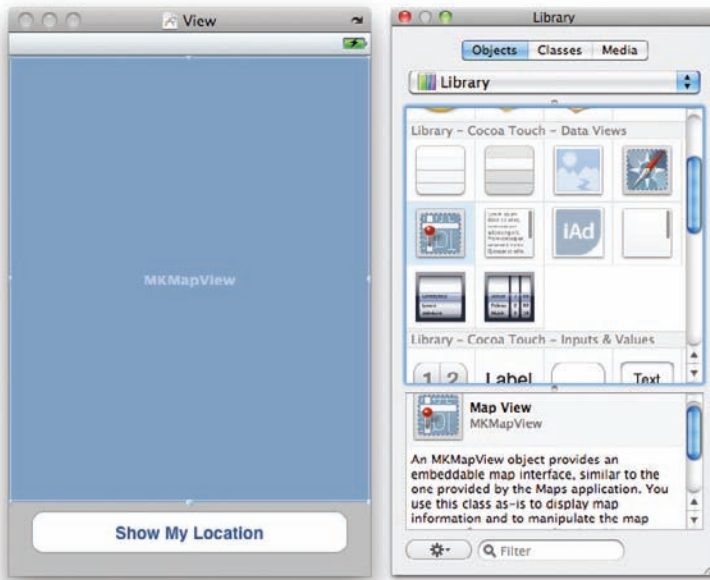 View
MKMapView
Show My Location
Library
Objects Classes Media
Library
Library – Cocoa Touch – Data Views
iAd
Library – Cocoa Touch – Inputs & Values
1 2 Label Text
Map View
MKMapView
An MKMapView object provides an
embeddable map interface, similar to the
one provided by the Maps application. You
use this class as-is to display map
information and to manipulate the map
Filter